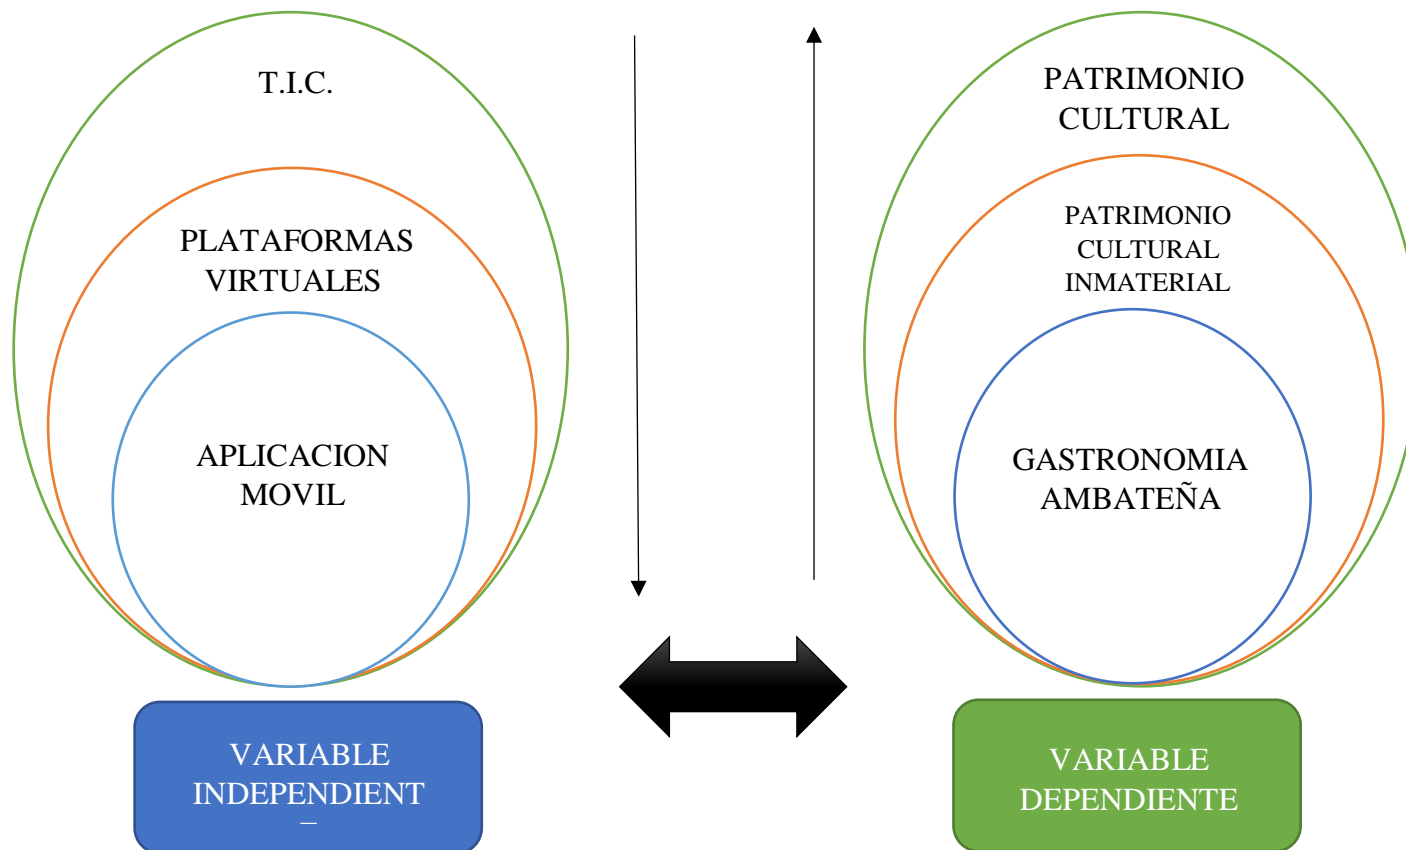 T.I.C.
PLATAFORMAS
VIRTUALES
APLICACION
MOVIL
PATRIMONIO
CULTURAL
PATRIMONIO
CULTURAL
INMATERIAL
GASTRONOMIA
AMBATEÑA
VARIABLE
INDEPENDIENT
VARIABLE
DEPENDIENTE